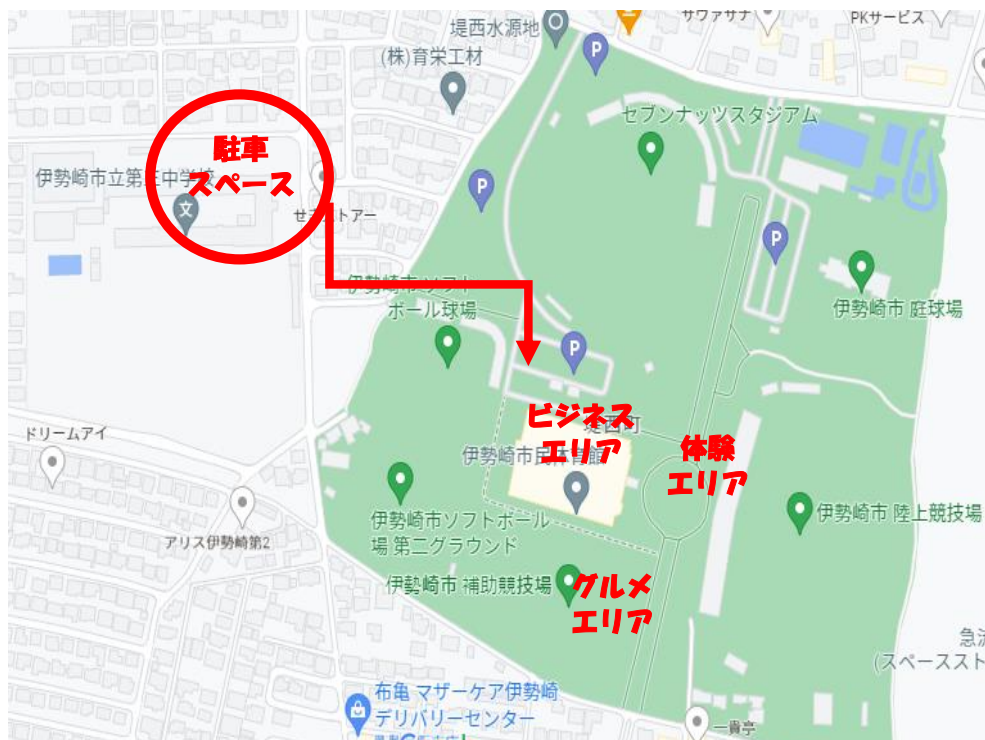 サワアサナ
PKサービス
堤西水源地
P
(株)育栄工材
セブンナッツスタジアム
駐車
スペース
伊勢崎市立第三中学校
文
P
P
伊勢崎市 ソフト
ボール球場
伊勢崎市 庭球場
P
ビジネス
エリア
堤西町
体験
エリア
伊勢崎市民体育館
ドリームアイ
アリス伊勢崎第2
伊勢崎市ソフトボール
場 第二グラウンド
伊勢崎市 陸上競技場
伊勢崎市 補助競技場
グルメ
エリア
(スペーススト
布亀 マザーケア伊勢崎
デリバリーセンター
一貴亭